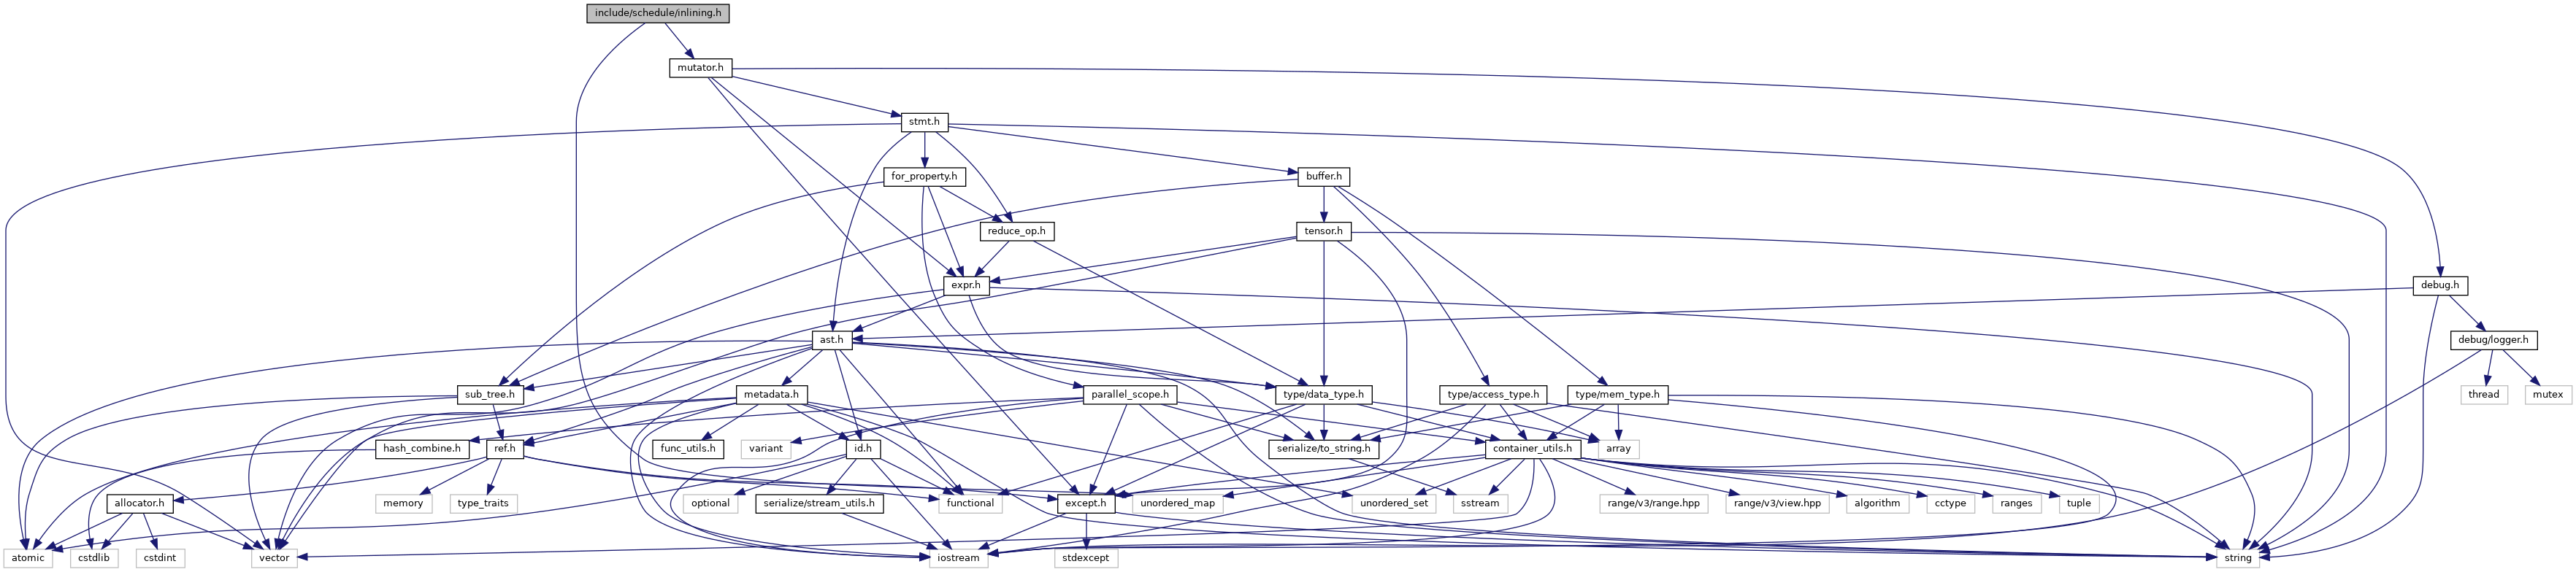 include/schedule/inlining.h
mutator.h
stmt.h
for_property.h
buffer.h
reduce_op.h
tensor.h
expr.h
debug.h
ast.h
debug/logger.h
sub_tree.h
metadata.h
parallel_scope.h
type/data_type.h
type/access_type.h
type/mem_type.h
thread
mutex
hash_combine.h
ref.h
func_utils.h
variant
id.h
serialize/to_string.h
container_utils.h
array
allocator.h
memory
type_traits
optional
serialize/stream_utils.h
functional
except.h
unordered_map
unordered_set
sstream
range/v3/range.hpp
range/v3/view.hpp
algorithm
cctype
ranges
tuple
atomic
cstdlib
cstdint
vector
iostream
stdexcept
string